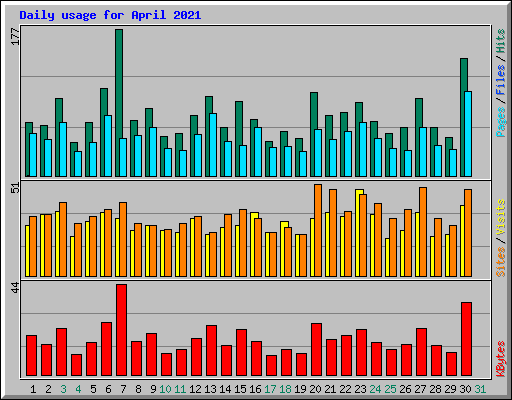 Daily usage for April 2021
177
51
44
Pages / Files / Hits
Sites / Visits
KBytes
1 2 3 4 5 6 7 8 9 10 11 12 13 14 15 16 17 18 19 20 21 22 23 24 25 26 27 28 29 30 31